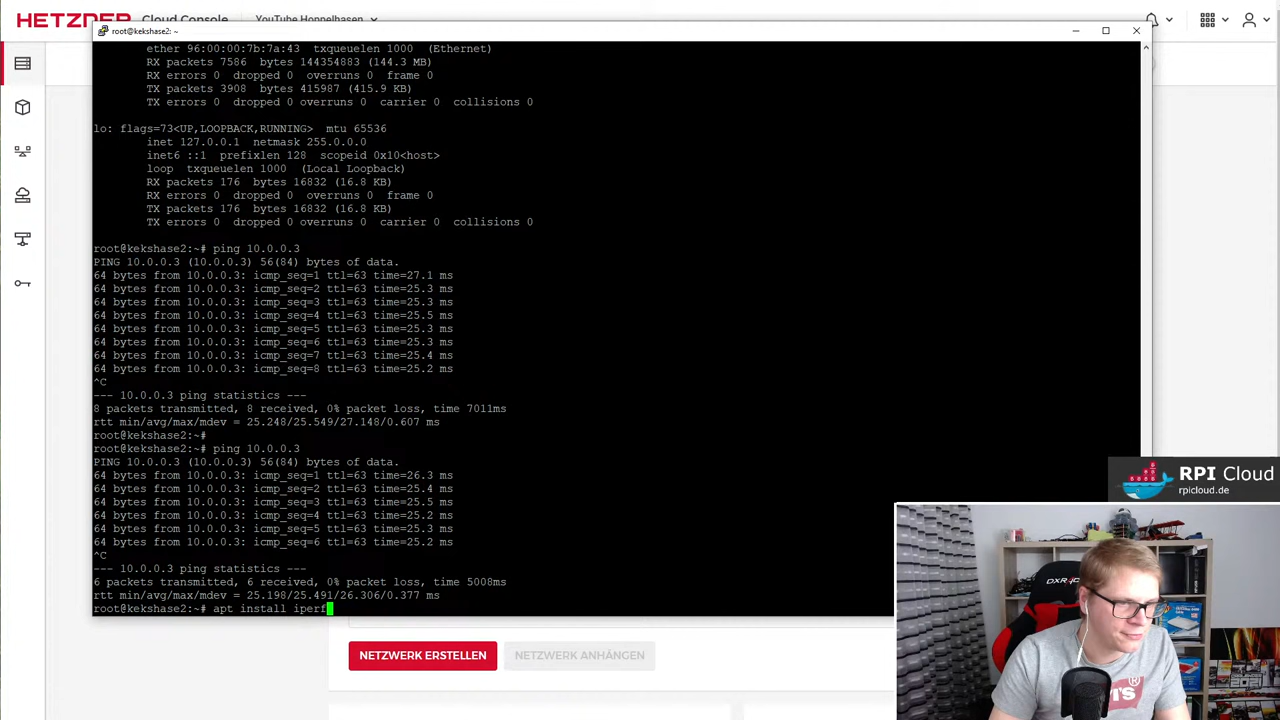 HETZNER Cloud Console YouTube Hoppelhasen
root@kekshase2: ~
ether 96:00:00:7b:7a:43 txqueuelen 1000 (Ethernet)
RX packets 7586 bytes 144354883 (144.3 MB)
RX errors 0 dropped 0 overruns 0 frame 0
TX packets 3908 bytes 415987 (415.9 KB)
TX errors 0 dropped 0 overruns 0 carrier 0 collisions 0
lo: flags=73<UP,LOOPBACK,RUNNING> mtu 65536
inet 127.0.0.1 netmask 255.0.0.0
inet6 ::1 prefixlen 128 scopeid 0x10<host>
loop txqueuelen 1000 (Local Loopback)
RX packets 176 bytes 16832 (16.8 KB)
RX errors 0 dropped 0 overruns 0 frame 0
TX packets 176 bytes 16832 (16.8 KB)
TX errors 0 dropped 0 overruns 0 carrier 0 collisions 0
root@kekshase2:~# ping 10.0.0.3
PING 10.0.0.3 (10.0.0.3) 56(84) bytes of data.
64 bytes from 10.0.0.3: icmp_seq=1 ttl=63 time=27.1 ms
64 bytes from 10.0.0.3: icmp_seq=2 ttl=63 time=25.3 ms
64 bytes from 10.0.0.3: icmp_seq=3 ttl=63 time=25.3 ms
64 bytes from 10.0.0.3: icmp_seq=4 ttl=63 time=25.5 ms
64 bytes from 10.0.0.3: icmp_seq=5 ttl=63 time=25.3 ms
64 bytes from 10.0.0.3: icmp_seq=6 ttl=63 time=25.3 ms
64 bytes from 10.0.0.3: icmp_seq=7 ttl=63 time=25.4 ms
64 bytes from 10.0.0.3: icmp_seq=8 ttl=63 time=25.2 ms
^C
--- 10.0.0.3 ping statistics ---
8 packets transmitted, 8 received, 0% packet loss, time 7011ms
rtt min/avg/max/mdev = 25.248/25.549/27.148/0.607 ms
root@kekshase2:~#
root@kekshase2:~# ping 10.0.0.3
PING 10.0.0.3 (10.0.0.3) 56(84) bytes of data.
64 bytes from 10.0.0.3: icmp_seq=1 ttl=63 time=26.3 ms
64 bytes from 10.0.0.3: icmp_seq=2 ttl=63 time=25.4 ms
64 bytes from 10.0.0.3: icmp_seq=3 ttl=63 time=25.5 ms
64 bytes from 10.0.0.3: icmp_seq=4 ttl=63 time=25.2 ms
64 bytes from 10.0.0.3: icmp_seq=5 ttl=63 time=25.3 ms
64 bytes from 10.0.0.3: icmp_seq=6 ttl=63 time=25.2 ms
^C
--- 10.0.0.3 ping statistics ---
6 packets transmitted, 6 received, 0% packet loss, time 5008ms
rtt min/avg/max/mdev = 25.198/25.491/26.306/0.377 ms
root@kekshase2:~# apt install iperf
RPI Cloud
rpicloud.de
NETZWERK ERSTELLEN NETZWERK ANHÄNGEN
DXR